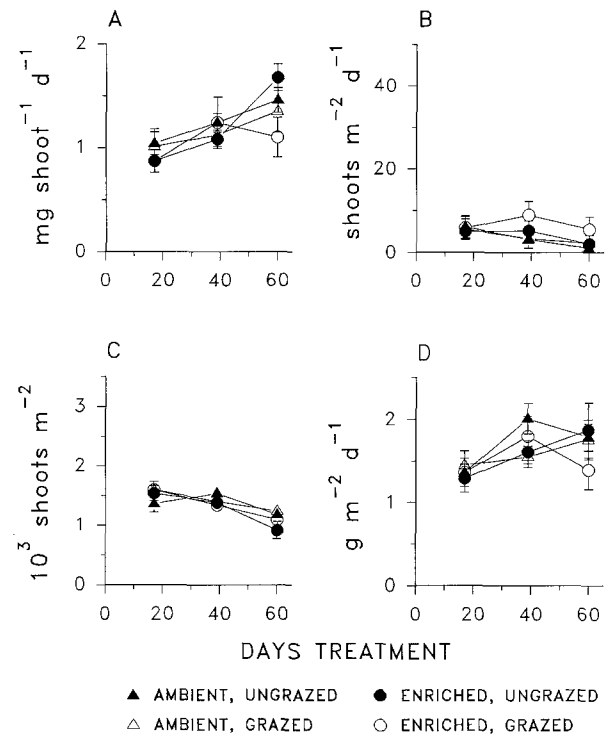 A
B
mg shoot⁻¹ d⁻¹
2
1
0
0 20 40 60
shoots m⁻² d⁻¹
40
20
0
0 20 40 60
C
D
10³ shoots m⁻²
3
2
1
0
0 20 40 60
g m⁻² d⁻¹
2
1
0
0 20 40 60
DAYS TREATMENT
▲ AMBIENT, UNGRAZED ● ENRICHED, UNGRAZED
△ AMBIENT, GRAZED ○ ENRICHED, GRAZED